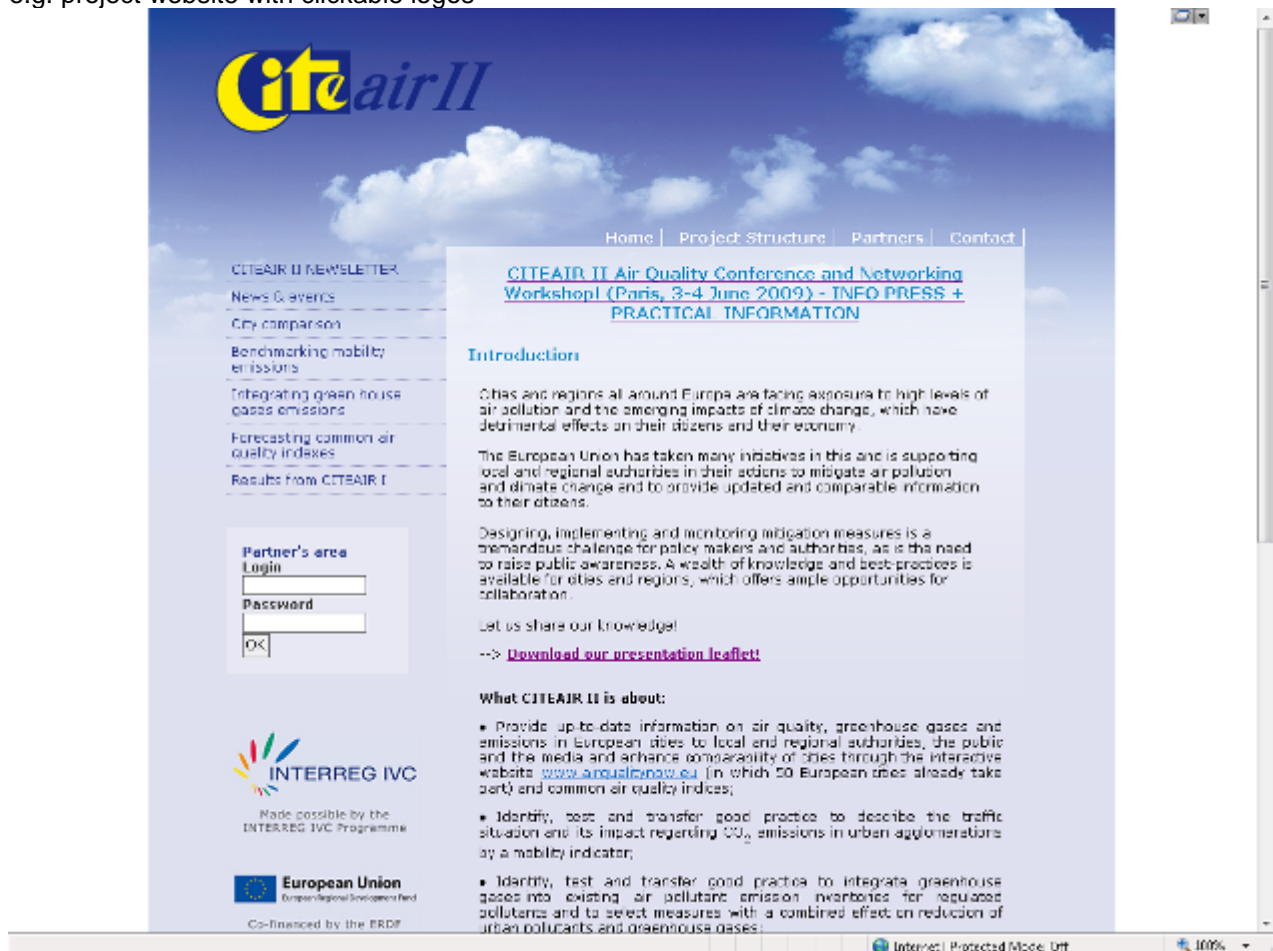 e.g. project website with clickable logos
Citeair II
Home | Project Structure | Partners | Contact |
CITEAIR II NEWSLETTER
News & events
City comparison
Benchmarking mobility
emissions
Integrating green house
gases emissions
Forecasting common air
quality indexes
Results from CITEAIR I
Partner's area
Login
Password
OK
INTERREG IVC
Made possible by the
INTERREG IVC Programme
European Union
European Regional Development Fund
Co-financed by the ERDF
CITEAIR II Air Quality Conference and Networking
Workshop! (Paris, 3-4 June 2009) - INFO PRESS +
PRACTICAL INFORMATION
Introduction
Cities and regions all around Europe are facing exposure to high levels of
air pollution and the emerging impacts of climate change, which have
detrimental effects on their citizens and their economy.
The European Union has taken many initiatives in this and is supporting
local and regional authorities in their actions to mitigate air pollution
and climate change and to provide updated and comparable information
to their citizens.
Designing, implementing and monitoring mitigation measures is a
tremendous challenge for policy makers and authorities, as is the need
to raise public awareness. A wealth of knowledge and best-practices is
available for cities and regions, which offers ample opportunities for
collaboration.
Let us share our knowledge!
--> Download our presentation leaflet!
What CITEAIR II is about:
• Provide up-to-date information on air quality, greenhouse gases and
emissions in European cities to local and regional authorities, the public
and the media and enhance comparability of cities through the interactive
website www.airqualitynow.eu (in which 50 European cities already take
part) and common air quality indices;
• Identify, test and transfer good practice to describe the traffic
situation and its impact regarding CO₂ emissions in urban agglomerations
by a mobility indicator;
• Identify, test and transfer good practice to integrate greenhouse
gases into existing air pollutant emission inventories for regulated
pollutants and to select measures with a combined effect on reduction of
urban pollutants and greenhouse gases;
Internet | Protected Mode: Off
100%